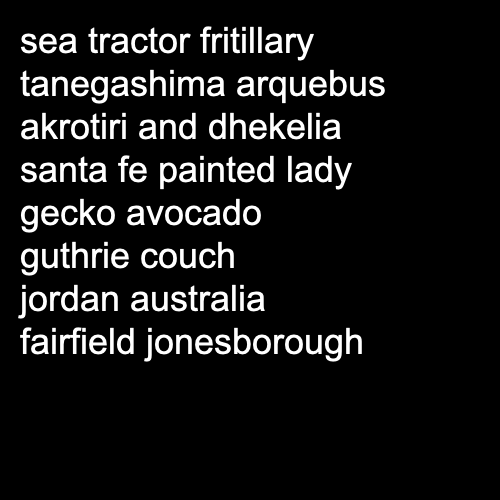 sea tractor fritillary
tanegashima arquebus
akrotiri and dhekelia
santa fe painted lady
gecko avocado
guthrie couch
jordan australia
fairfield jonesborough